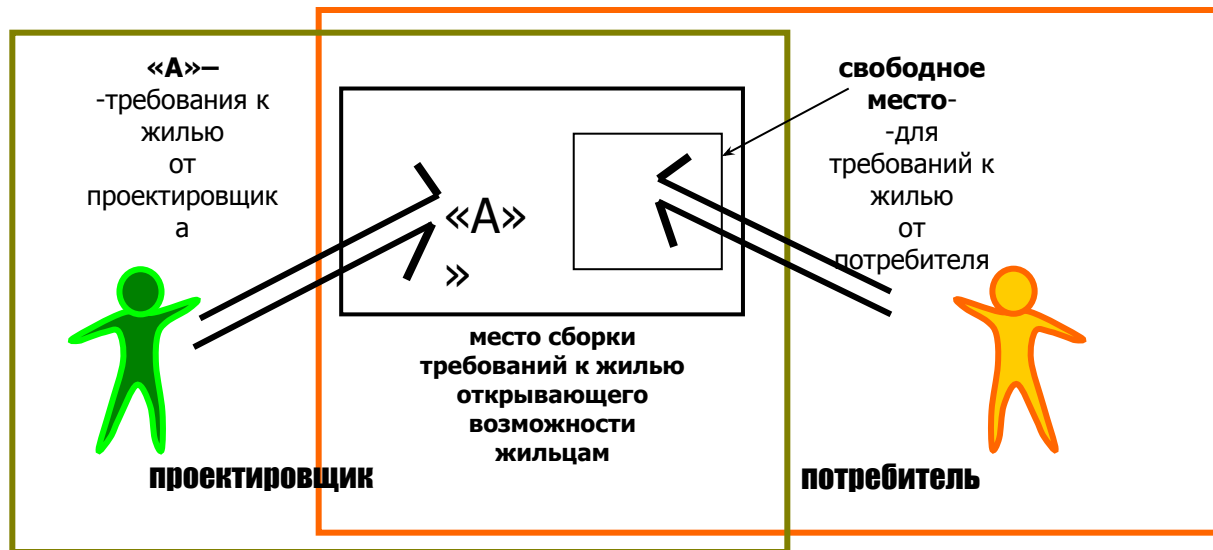 «А»–
-требования к
жилью
от
проектировщик
а
«А»
»
свободное
место-
-для
требований к
жилью
от
потребителя
место сборки
требований к жилью
открывающего
возможности
жильцам
проектировщик
потребитель